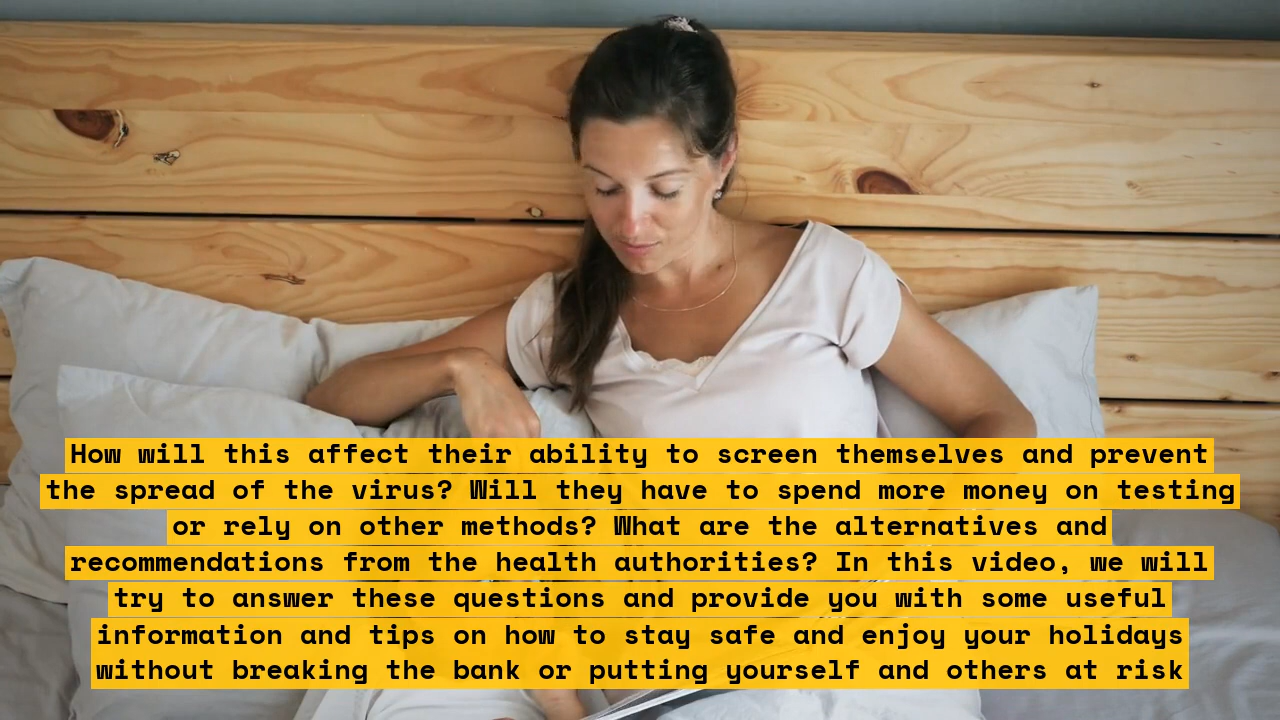 How will this affect their ability to screen themselves and prevent
the spread of the virus? Will they have to spend more money on testing
or rely on other methods? What are the alternatives and
recommendations from the health authorities? In this video, we will
try to answer these questions and provide you with some useful
information and tips on how to stay safe and enjoy your holidays
without breaking the bank or putting yourself and others at risk